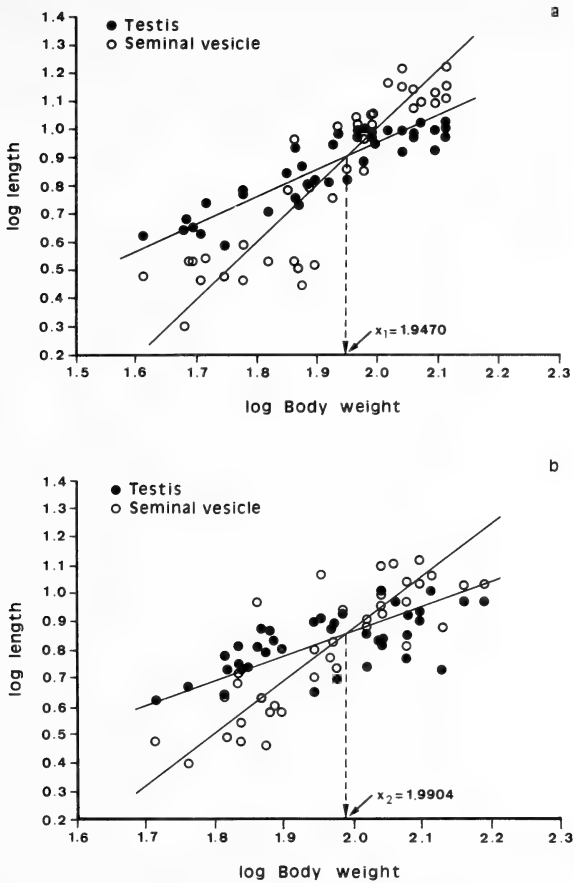 a
1.4
1.3
1.2
1.1
1.0
0.9
0.8
0.7
0.6
0.5
0.4
0.3
0.2
log length
Testis
Seminal vesicle
x1=1.9470
1.5 1.6 1.7 1.8 1.9 2.0 2.1 2.2 2.3
log Body weight
b
1.4
1.3
1.2
1.1
1.0
0.9
0.8
0.7
0.6
0.5
0.4
0.3
0.2
log length
Testis
Seminal vesicle
x2=1.9904
1.6 1.7 1.8 1.9 2.0 2.1 2.2 2.3
log Body weight